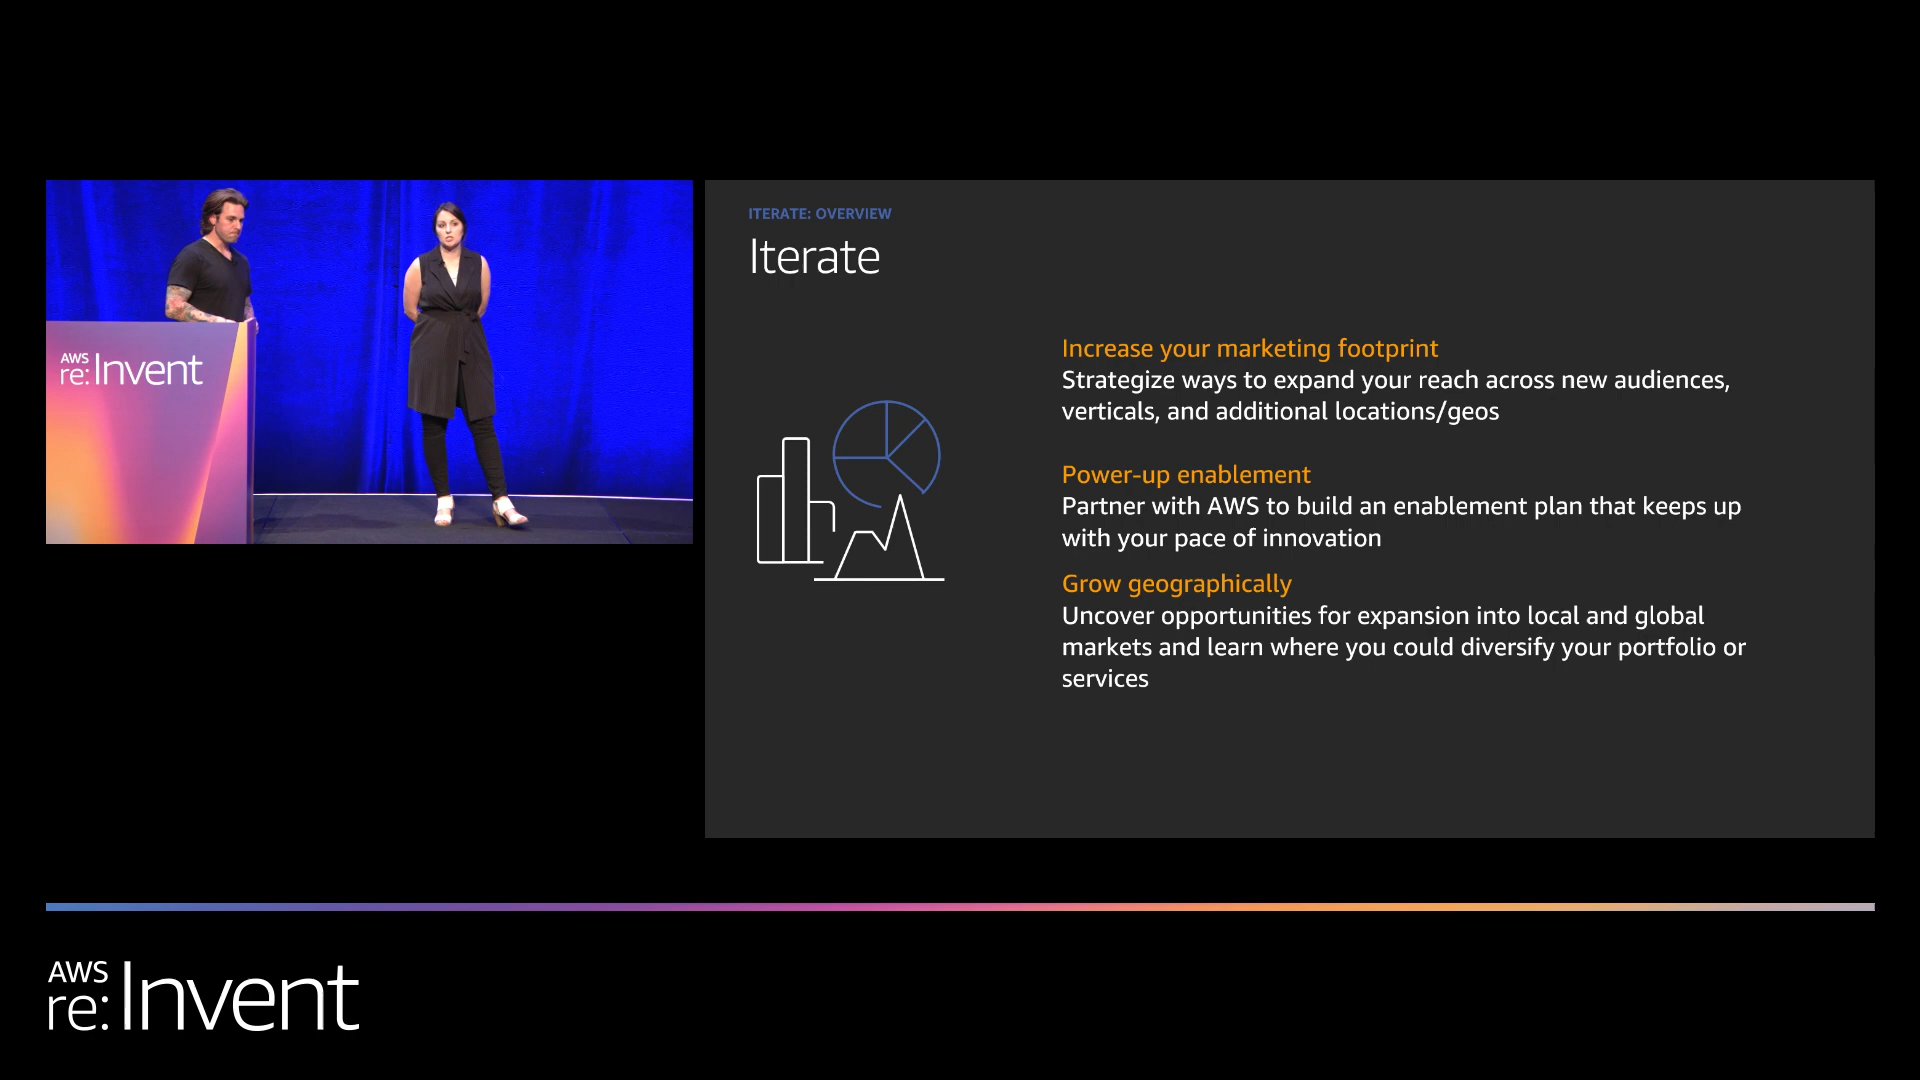 AWS
re:Invent
ITERATE: OVERVIEW
Iterate
Increase your marketing footprint
Strategize ways to expand your reach across new audiences,
verticals, and additional locations/geos
Power-up enablement
Partner with AWS to build an enablement plan that keeps up
with your pace of innovation
Grow geographically
Uncover opportunities for expansion into local and global
markets and learn where you could diversify your portfolio or
services
AWS
re:Invent